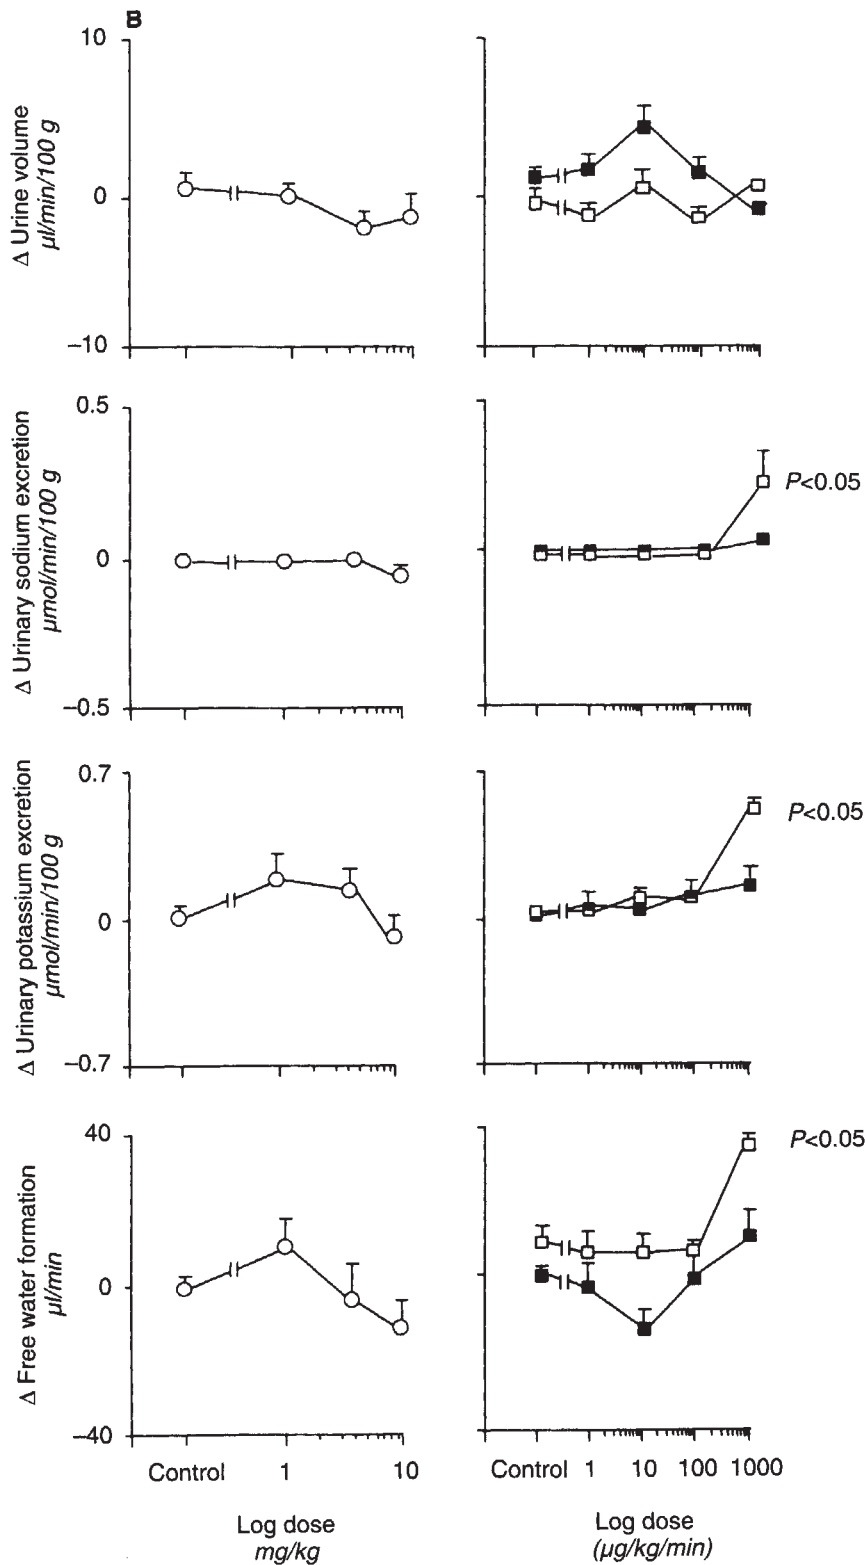 B
10
0
−10
Δ Urine volume
μl/min/100 g
0.5
0
−0.5
Δ Urinary sodium excretion
μmol/min/100 g
P<0.05
0.7
0
−0.7
Δ Urinary potassium excretion
μmol/min/100 g
P<0.05
40
0
−40
Δ Free water formation
μl/min
P<0.05
Control 1 10
Log dose
mg/kg
Control 1 10 100 1000
Log dose
(μg/kg/min)